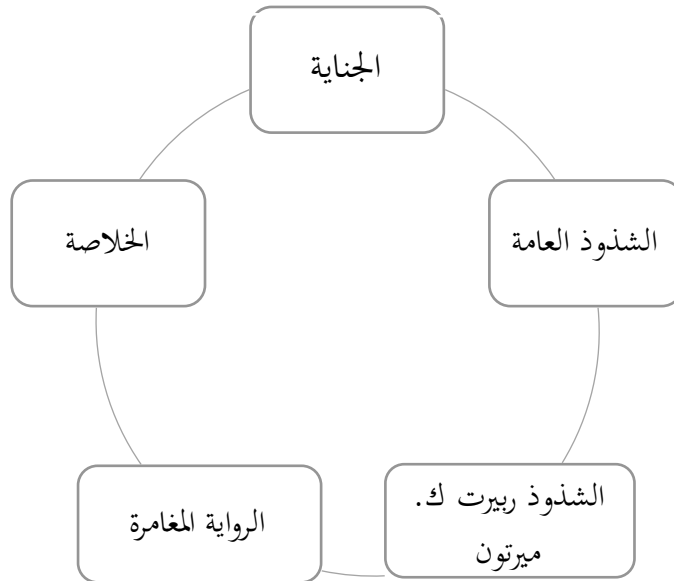 الجناية
الشذوذ العامة
الشذوذ ربيرت ك.
ميرتون
الرواية المغامرة
الخلاصة